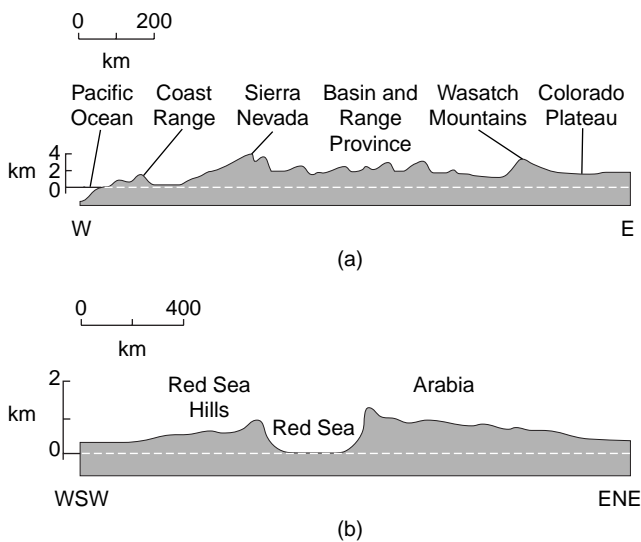 0 200
km
Pacific Ocean
Coast Range
Sierra Nevada
Basin and Range Province
Wasatch Mountains
Colorado Plateau
km
4
2
0
W E
(a)
0 400
km
2
km
0
Red Sea Hills
Red Sea
Arabia
WSW ENE
(b)